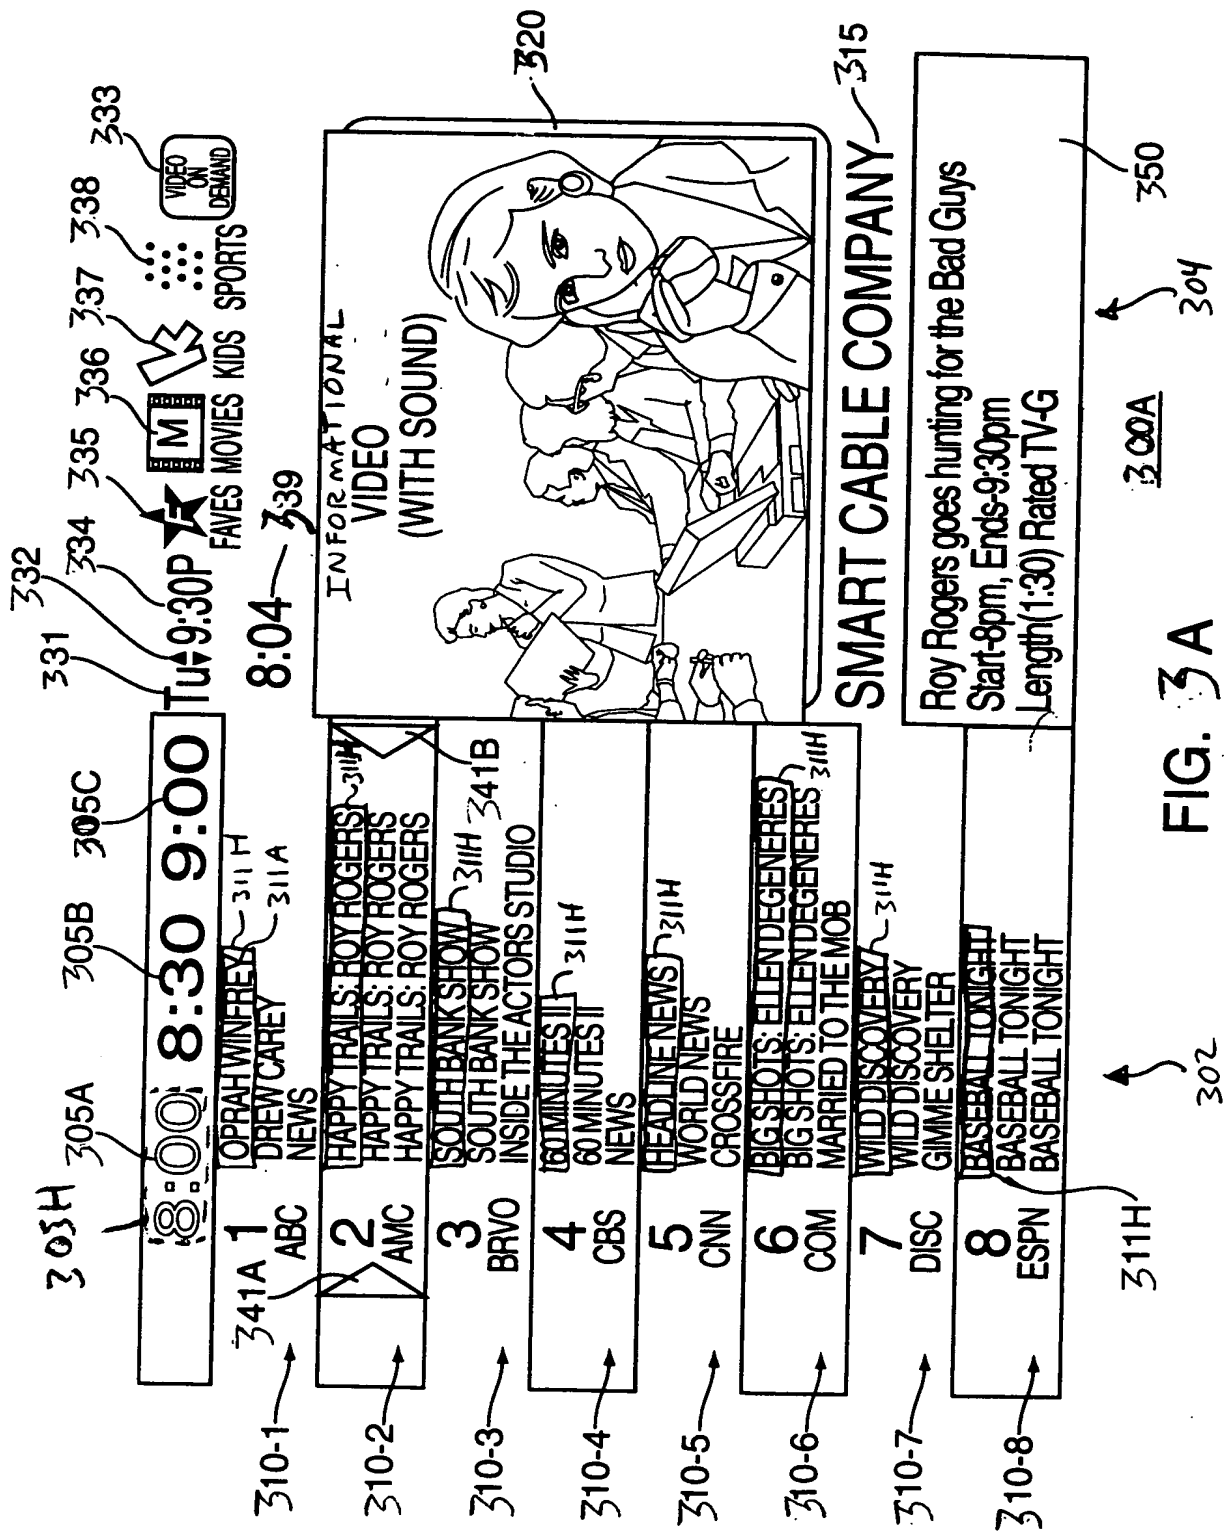 305H
305A
305B
305C
331
332
334
335
336
337
338
333
8:00 8:30 9:00
Tu 9:30P
F
M
K
VIDEO
ON
DEMAND
FAVES MOVIES KIDS SPORTS
8:04
339
310-1
1
ABC
OPRAH WINFREY
DREW CAREY
NEWS
311H
311A
341A
310-2
2
AMC
HAPPY TRAILS: ROY ROGERS
HAPPY TRAILS: ROY ROGERS
HAPPY TRAILS: ROY ROGERS
311H
341B
310-3
3
BRVO
SOUTH BANK SHOW
SOUTH BANK SHOW
INSIDE THE ACTORS STUDIO
311H
310-4
4
CBS
60 MINUTES II
60 MINUTES II
NEWS
311H
310-5
5
CNN
HEADLINE NEWS
WORLD NEWS
CROSSFIRE
311H
310-6
6
COM
BIG SHOTS: ELLEN DEGENERES
BIG SHOTS: ELLEN DEGENERES
MARRIED TO THE MOB
311H
310-7
7
DISC
WILD DISCOVERY
WILD DISCOVERY
GIMME SHELTER
311H
310-8
8
ESPN
BASEBALL TONIGHT
BASEBALL TONIGHT
BASEBALL TONIGHT
311H
INFORMATIONAL
VIDEO
(WITH SOUND)
320
SMART CABLE COMPANY
315
Roy Rogers goes hunting for the Bad Guys
Start-8pm, Ends-9:30pm
Length(1:30) Rated TV-G
350
302
304
300A
FIG. 3A